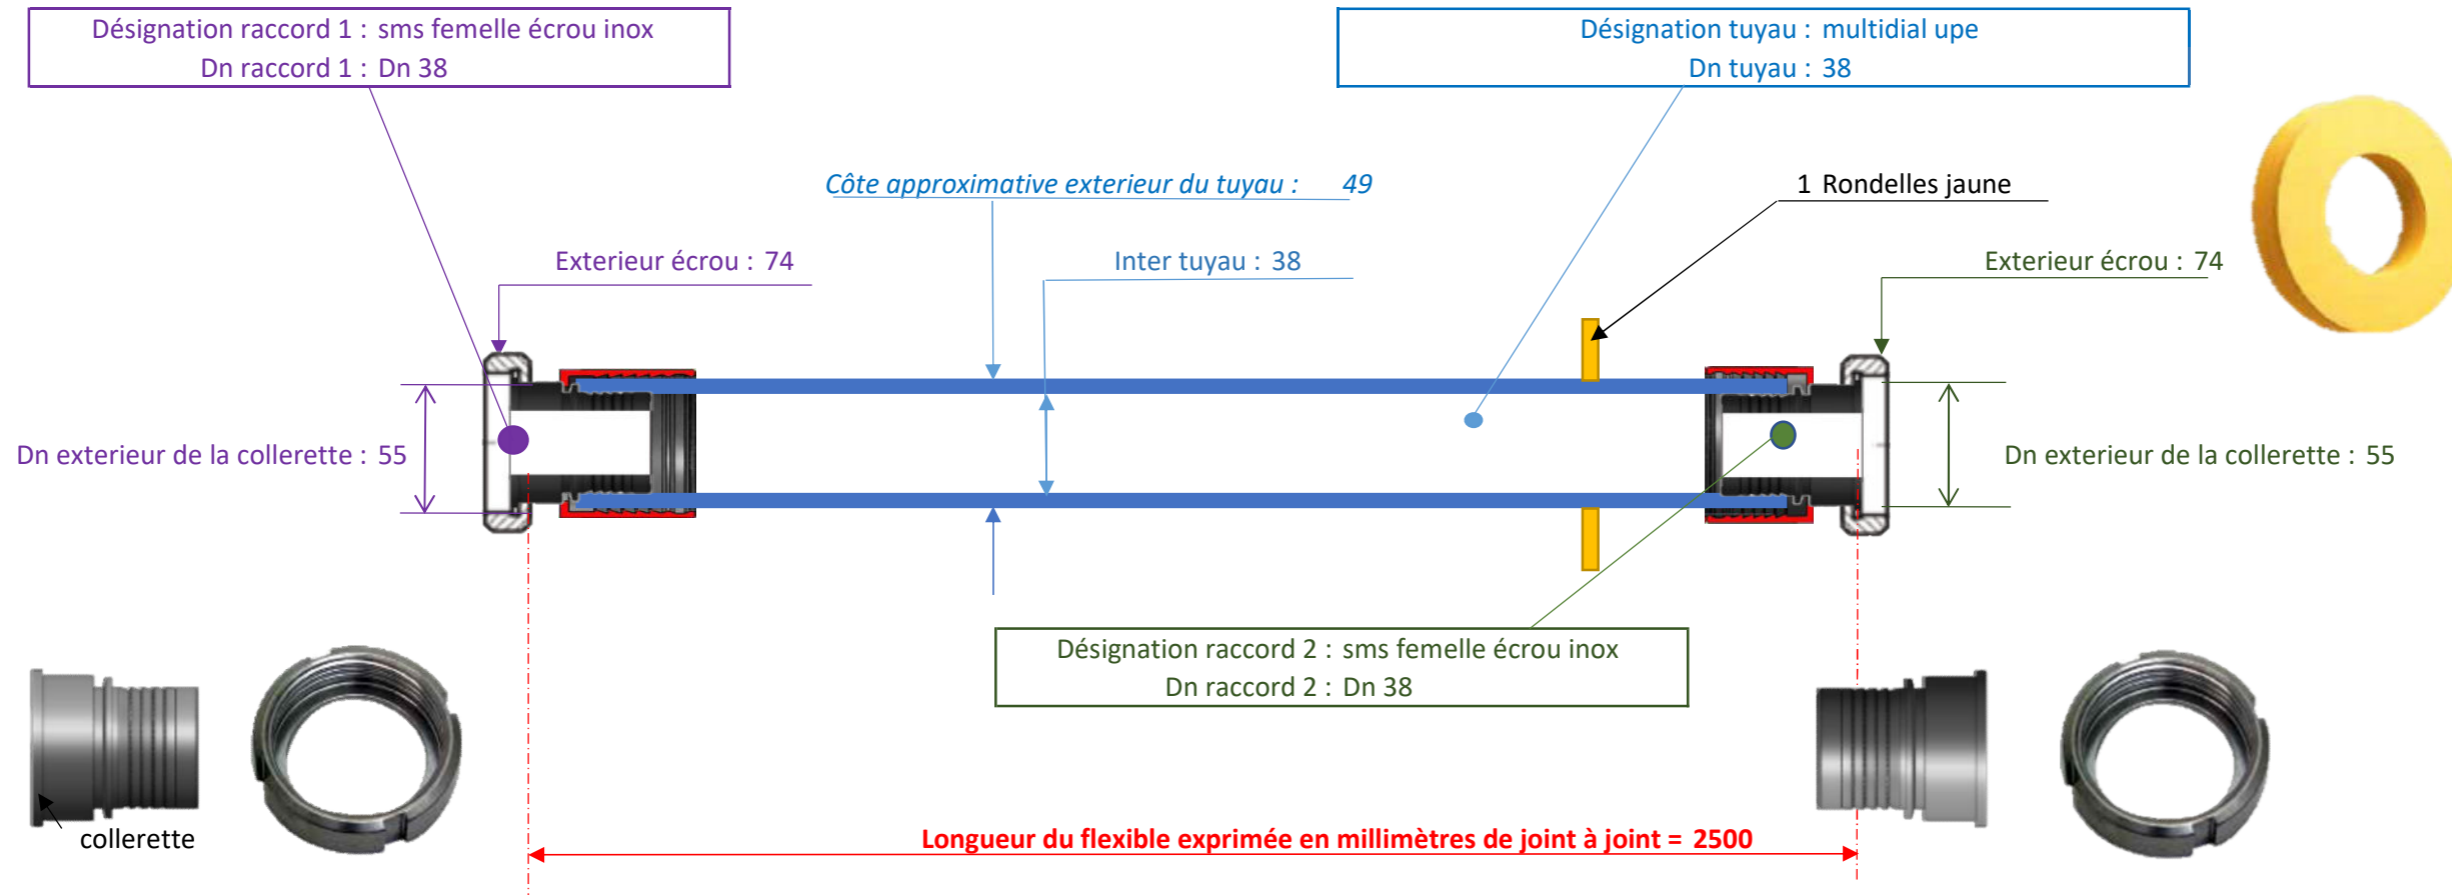 Désignation raccord 1 : sms femelle écrou inox
Dn raccord 1 : Dn 38
Désignation tuyau : multidial upe
Dn tuyau : 38
Côte approximative exterieur du tuyau : 49
1 Rondelles jaune
Exterieur écrou : 74
Inter tuyau : 38
Exterieur écrou : 74
Dn exterieur de la collerette : 55
Dn exterieur de la collerette : 55
Désignation raccord 2 : sms femelle écrou inox
Dn raccord 2 : Dn 38
collerette
Longueur du flexible exprimée en millimètres de joint à joint = 2500